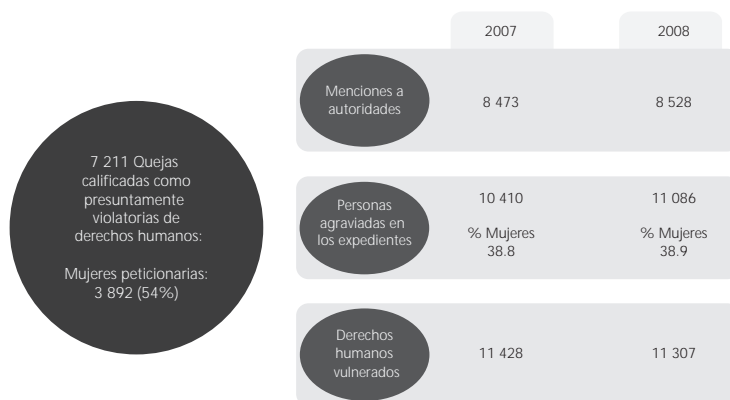 7 211 Quejas
calificadas como
presuntamente
violatorias de
derechos humanos:
Mujeres peticionarias:
3 892 (54%)
2007
2008
Menciones a
autoridades
8 473
8 528
Personas
agraviadas en
los expedientes
10 410
% Mujeres
38.8
11 086
% Mujeres
38.9
Derechos
humanos
vulnerados
11 428
11 307